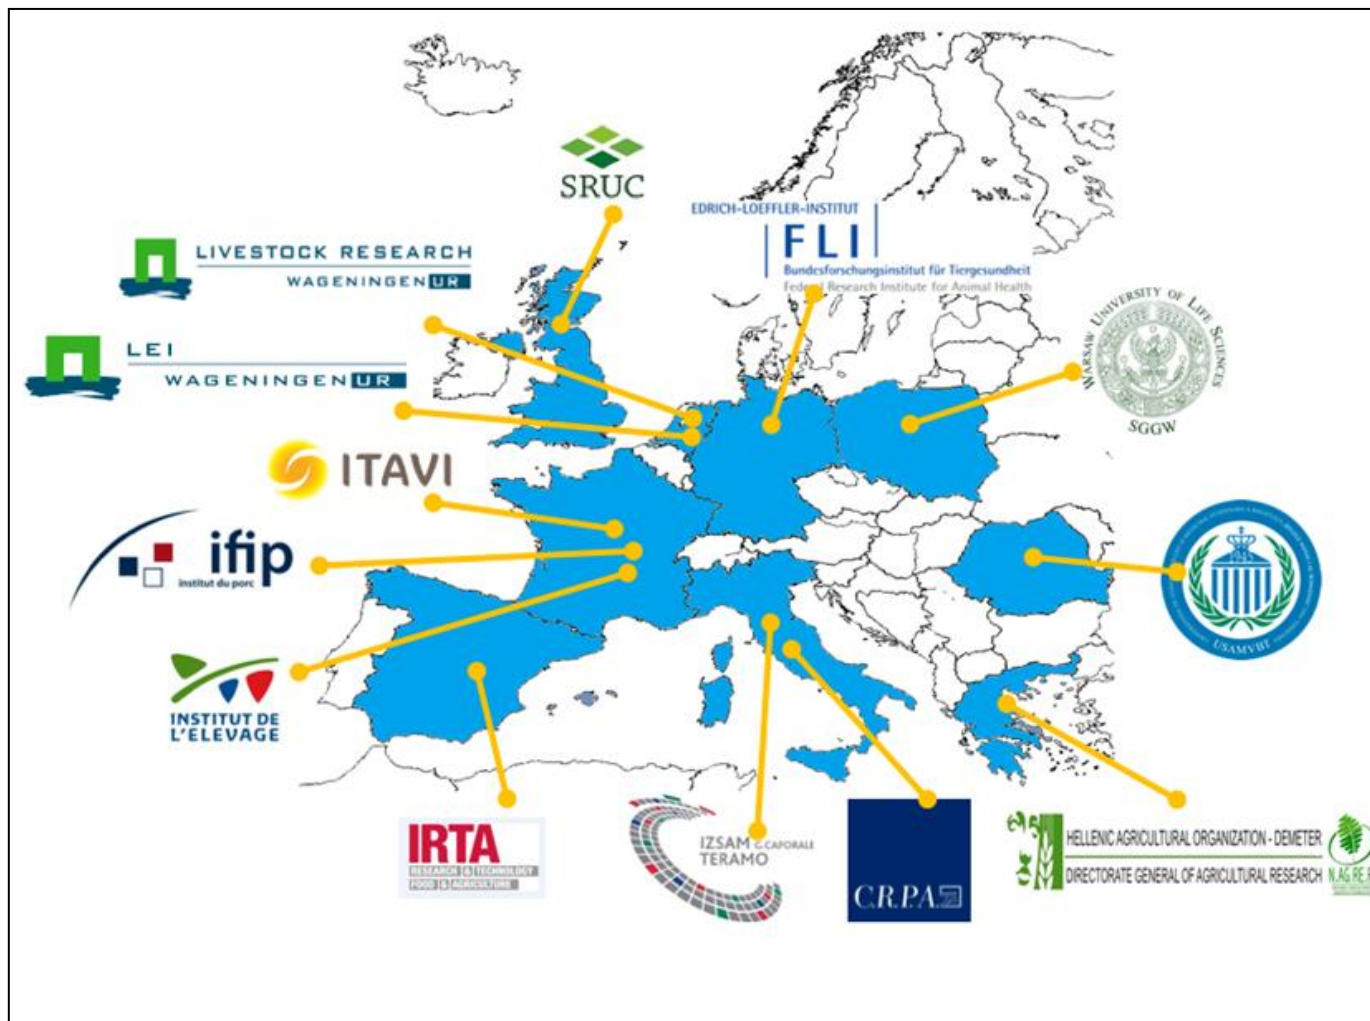 SRUC
EDRICH-LOEFFLER-INSTITUT
FLI
Bundesforschungsinstitut für Tiergesundheit
Federal Research Institute for Animal Health
LIVESTOCK RESEARCH
WAGENINGEN UR
WARSAW UNIVERSITY OF LIFE SCIENCES
SGGW
LEI
WAGENINGEN UR
ITAVI
ifip
institut du porc
USAMVBT
INSTITUT DE
L'ELEVAGE
IRTA
RESEARCH & TECHNOLOGY
FOOD & AGRICULTURE
IZSAM G.CAPORALE
TERAMO
C.R.P.A.
HELLENIC AGRICULTURAL ORGANIZATION - DEMETER
DIRECTORATE GENERAL OF AGRICULTURAL RESEARCH
N.AG.RE.F